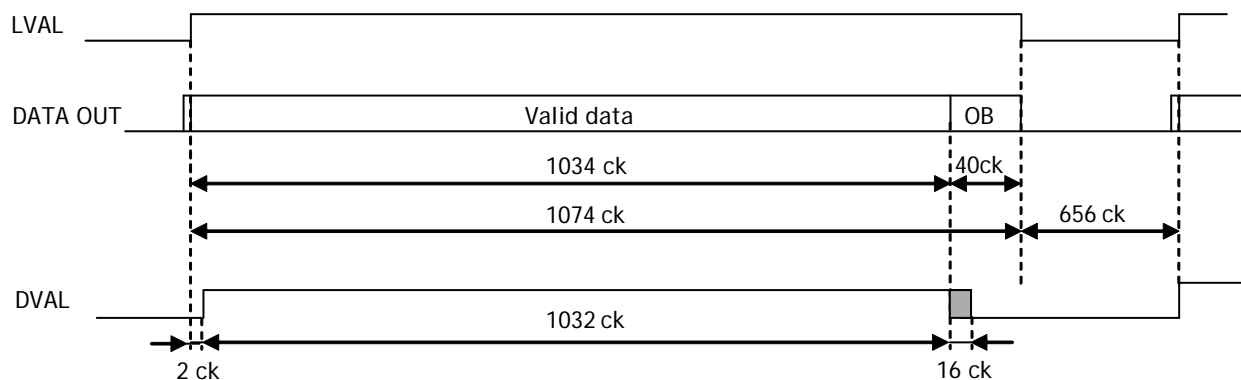 LVAL
DATA OUT
Valid data
OB
1034 ck
40ck
1074 ck
656 ck
DVAL
1032 ck
2 ck
16 ck